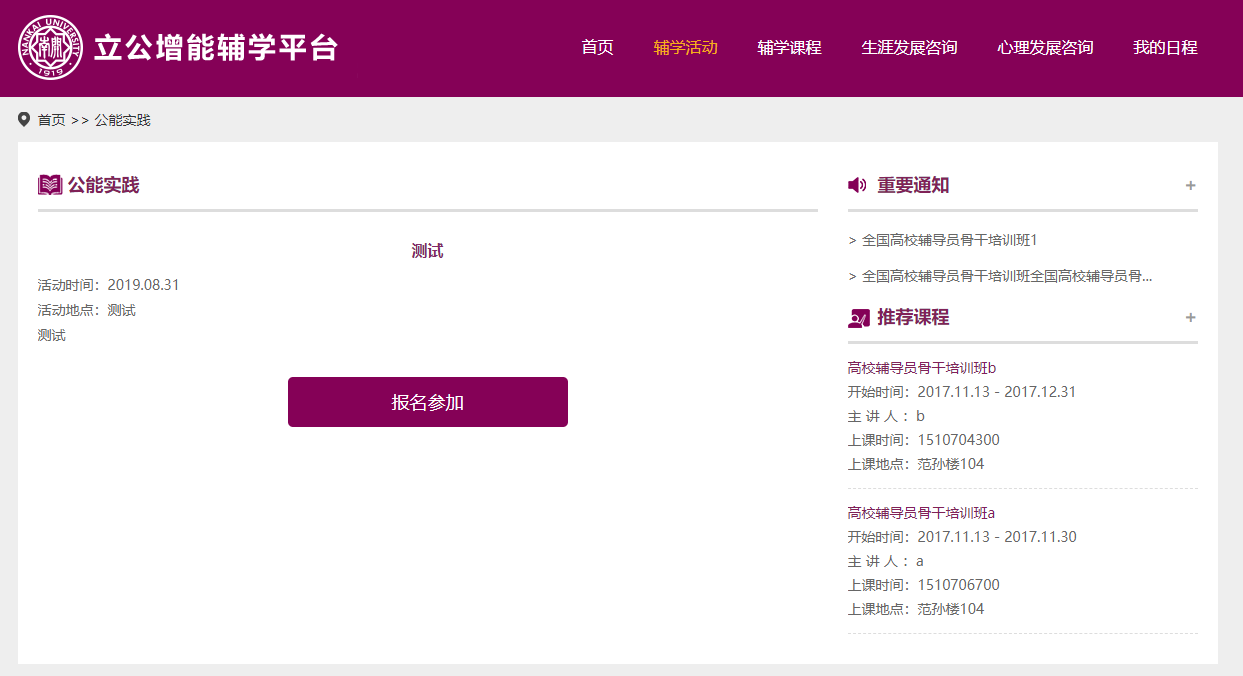 NANKAI UNIVERSITY
1919
立公增能辅学平台
首页 辅学活动 辅学课程 生涯发展咨询 心理发展咨询 我的日程
首页 >> 公能实践
公能实践
测试
活动时间：2019.08.31
活动地点：测试
测试
报名参加
重要通知 +
> 全国高校辅导员骨干培训班1
> 全国高校辅导员骨干培训班全国高校辅导员骨...
推荐课程 +
高校辅导员骨干培训班b
开始时间：2017.11.13 - 2017.12.31
主 讲 人 ：b
上课时间：1510704300
上课地点：范孙楼104
高校辅导员骨干培训班a
开始时间：2017.11.13 - 2017.11.30
主 讲 人 ：a
上课时间：1510706700
上课地点：范孙楼104